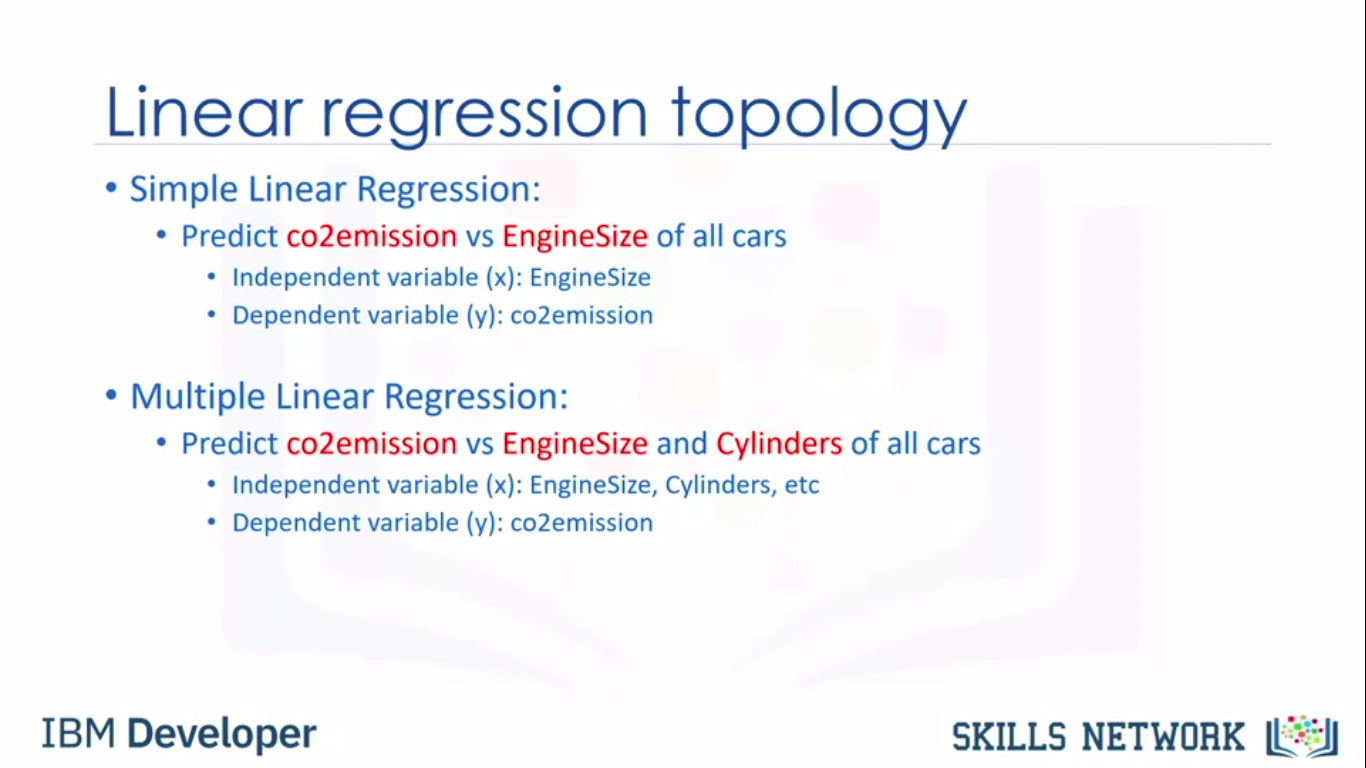 Linear regression topology
• Simple Linear Regression:
• Predict co2emission vs EngineSize of all cars
• Independent variable (x): EngineSize
• Dependent variable (y): co2emission
• Multiple Linear Regression:
• Predict co2emission vs EngineSize and Cylinders of all cars
• Independent variable (x): EngineSize, Cylinders, etc
• Dependent variable (y): co2emission
IBM Developer
SKILLS NETWORK